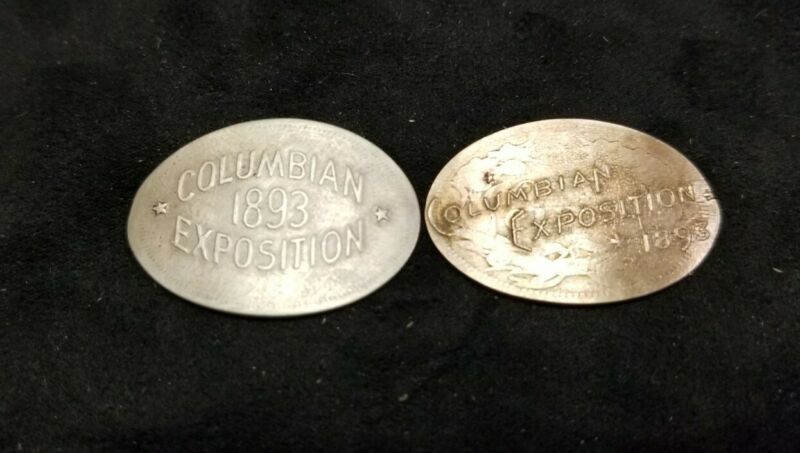 COLUMBIAN
1893
EXPOSITION
COLUMBIAN
EXPOSITION
1893